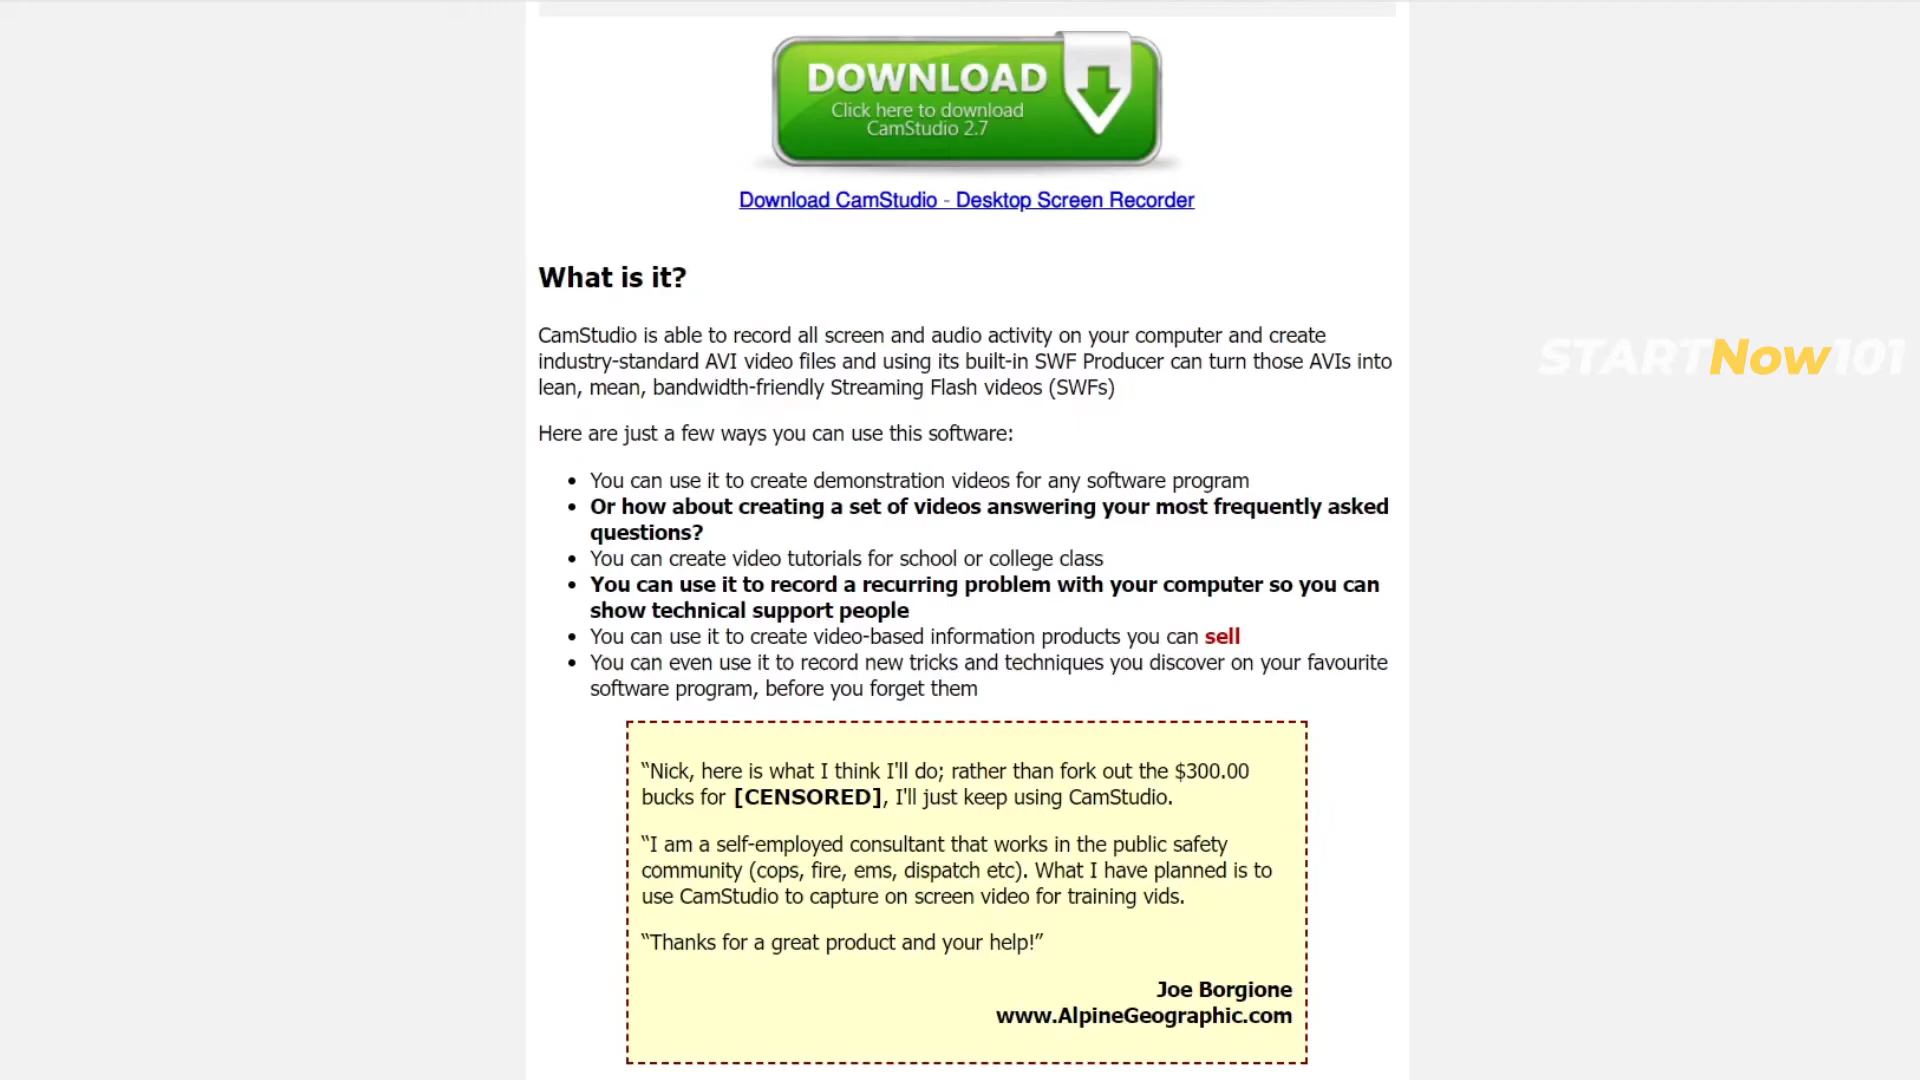 DOWNLOAD
Click here to download
CamStudio 2.7
Download CamStudio - Desktop Screen Recorder
What is it?
CamStudio is able to record all screen and audio activity on your computer and create
industry-standard AVI video files and using its built-in SWF Producer can turn those AVIs into
lean, mean, bandwidth-friendly Streaming Flash videos (SWFs)
STARTNow101
Here are just a few ways you can use this software:
• You can use it to create demonstration videos for any software program
• Or how about creating a set of videos answering your most frequently asked
questions?
• You can create video tutorials for school or college class
• You can use it to record a recurring problem with your computer so you can
show technical support people
• You can use it to create video-based information products you can sell
• You can even use it to record new tricks and techniques you discover on your favourite
software program, before you forget them
“Nick, here is what I think I'll do; rather than fork out the $300.00
bucks for [CENSORED], I'll just keep using CamStudio.
“I am a self-employed consultant that works in the public safety
community (cops, fire, ems, dispatch etc). What I have planned is to
use CamStudio to capture on screen video for training vids.
“Thanks for a great product and your help!”
Joe Borgione
www.AlpineGeographic.com